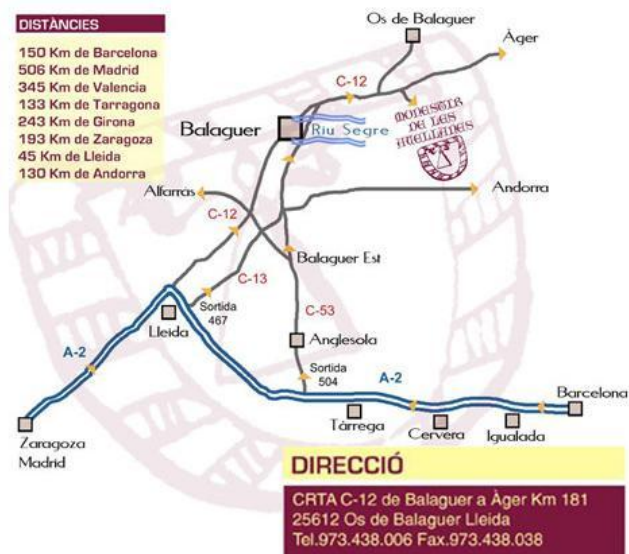 DISTÀNCIES
150 Km de Barcelona
506 Km de Madrid
345 Km de Valencia
133 Km de Tarragona
243 Km de Girona
193 Km de Zaragoza
45 Km de Lleida
130 Km de Andorra
Os de Balaguer
Àger
C-12
MONESTIR
DE LES
AVELLANES
Balaguer
Riu Segre
Alfarràs
Andorra
C-12
Balaguer Est
C-13
C-53
Sortida
467
Lleida
Anglesola
A-2
Sortida
504
A-2
Barcelona
Tàrrega
Cervera
Igualada
Zaragoza
Madrid
DIRECCIÓ
CRTA C-12 de Balaguer a Àger Km 181
25612 Os de Balaguer Lleida
Tel.973.438.006 Fax.973.438.038